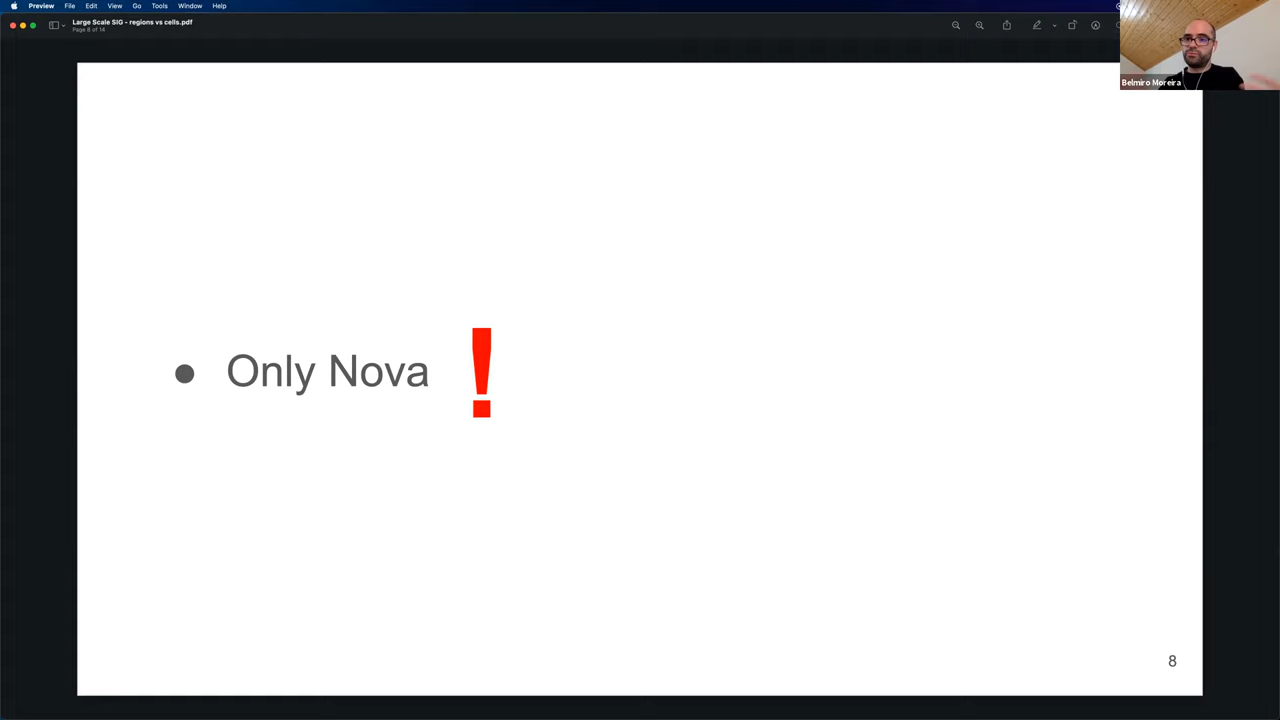 Preview File Edit View Go Tools Window Help
Large Scale SIG - regions vs cells.pdf
Page 8 of 14
Belmiro Moreira
● Only Nova !
8